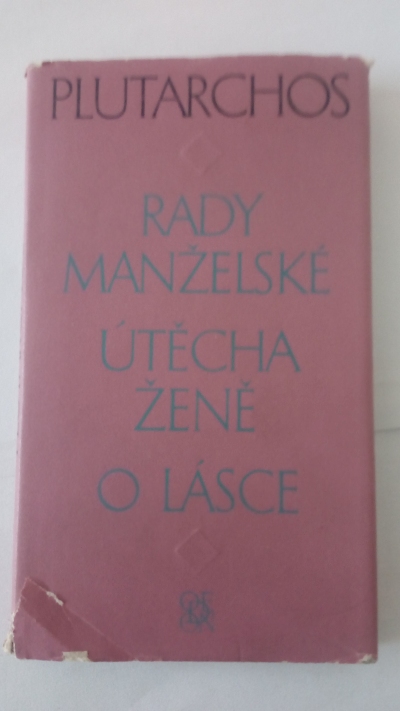 PLUTARCHOS
RADY
MANŽELSKÉ
ÚTĚCHA
ŽENĚ
O LÁSCE